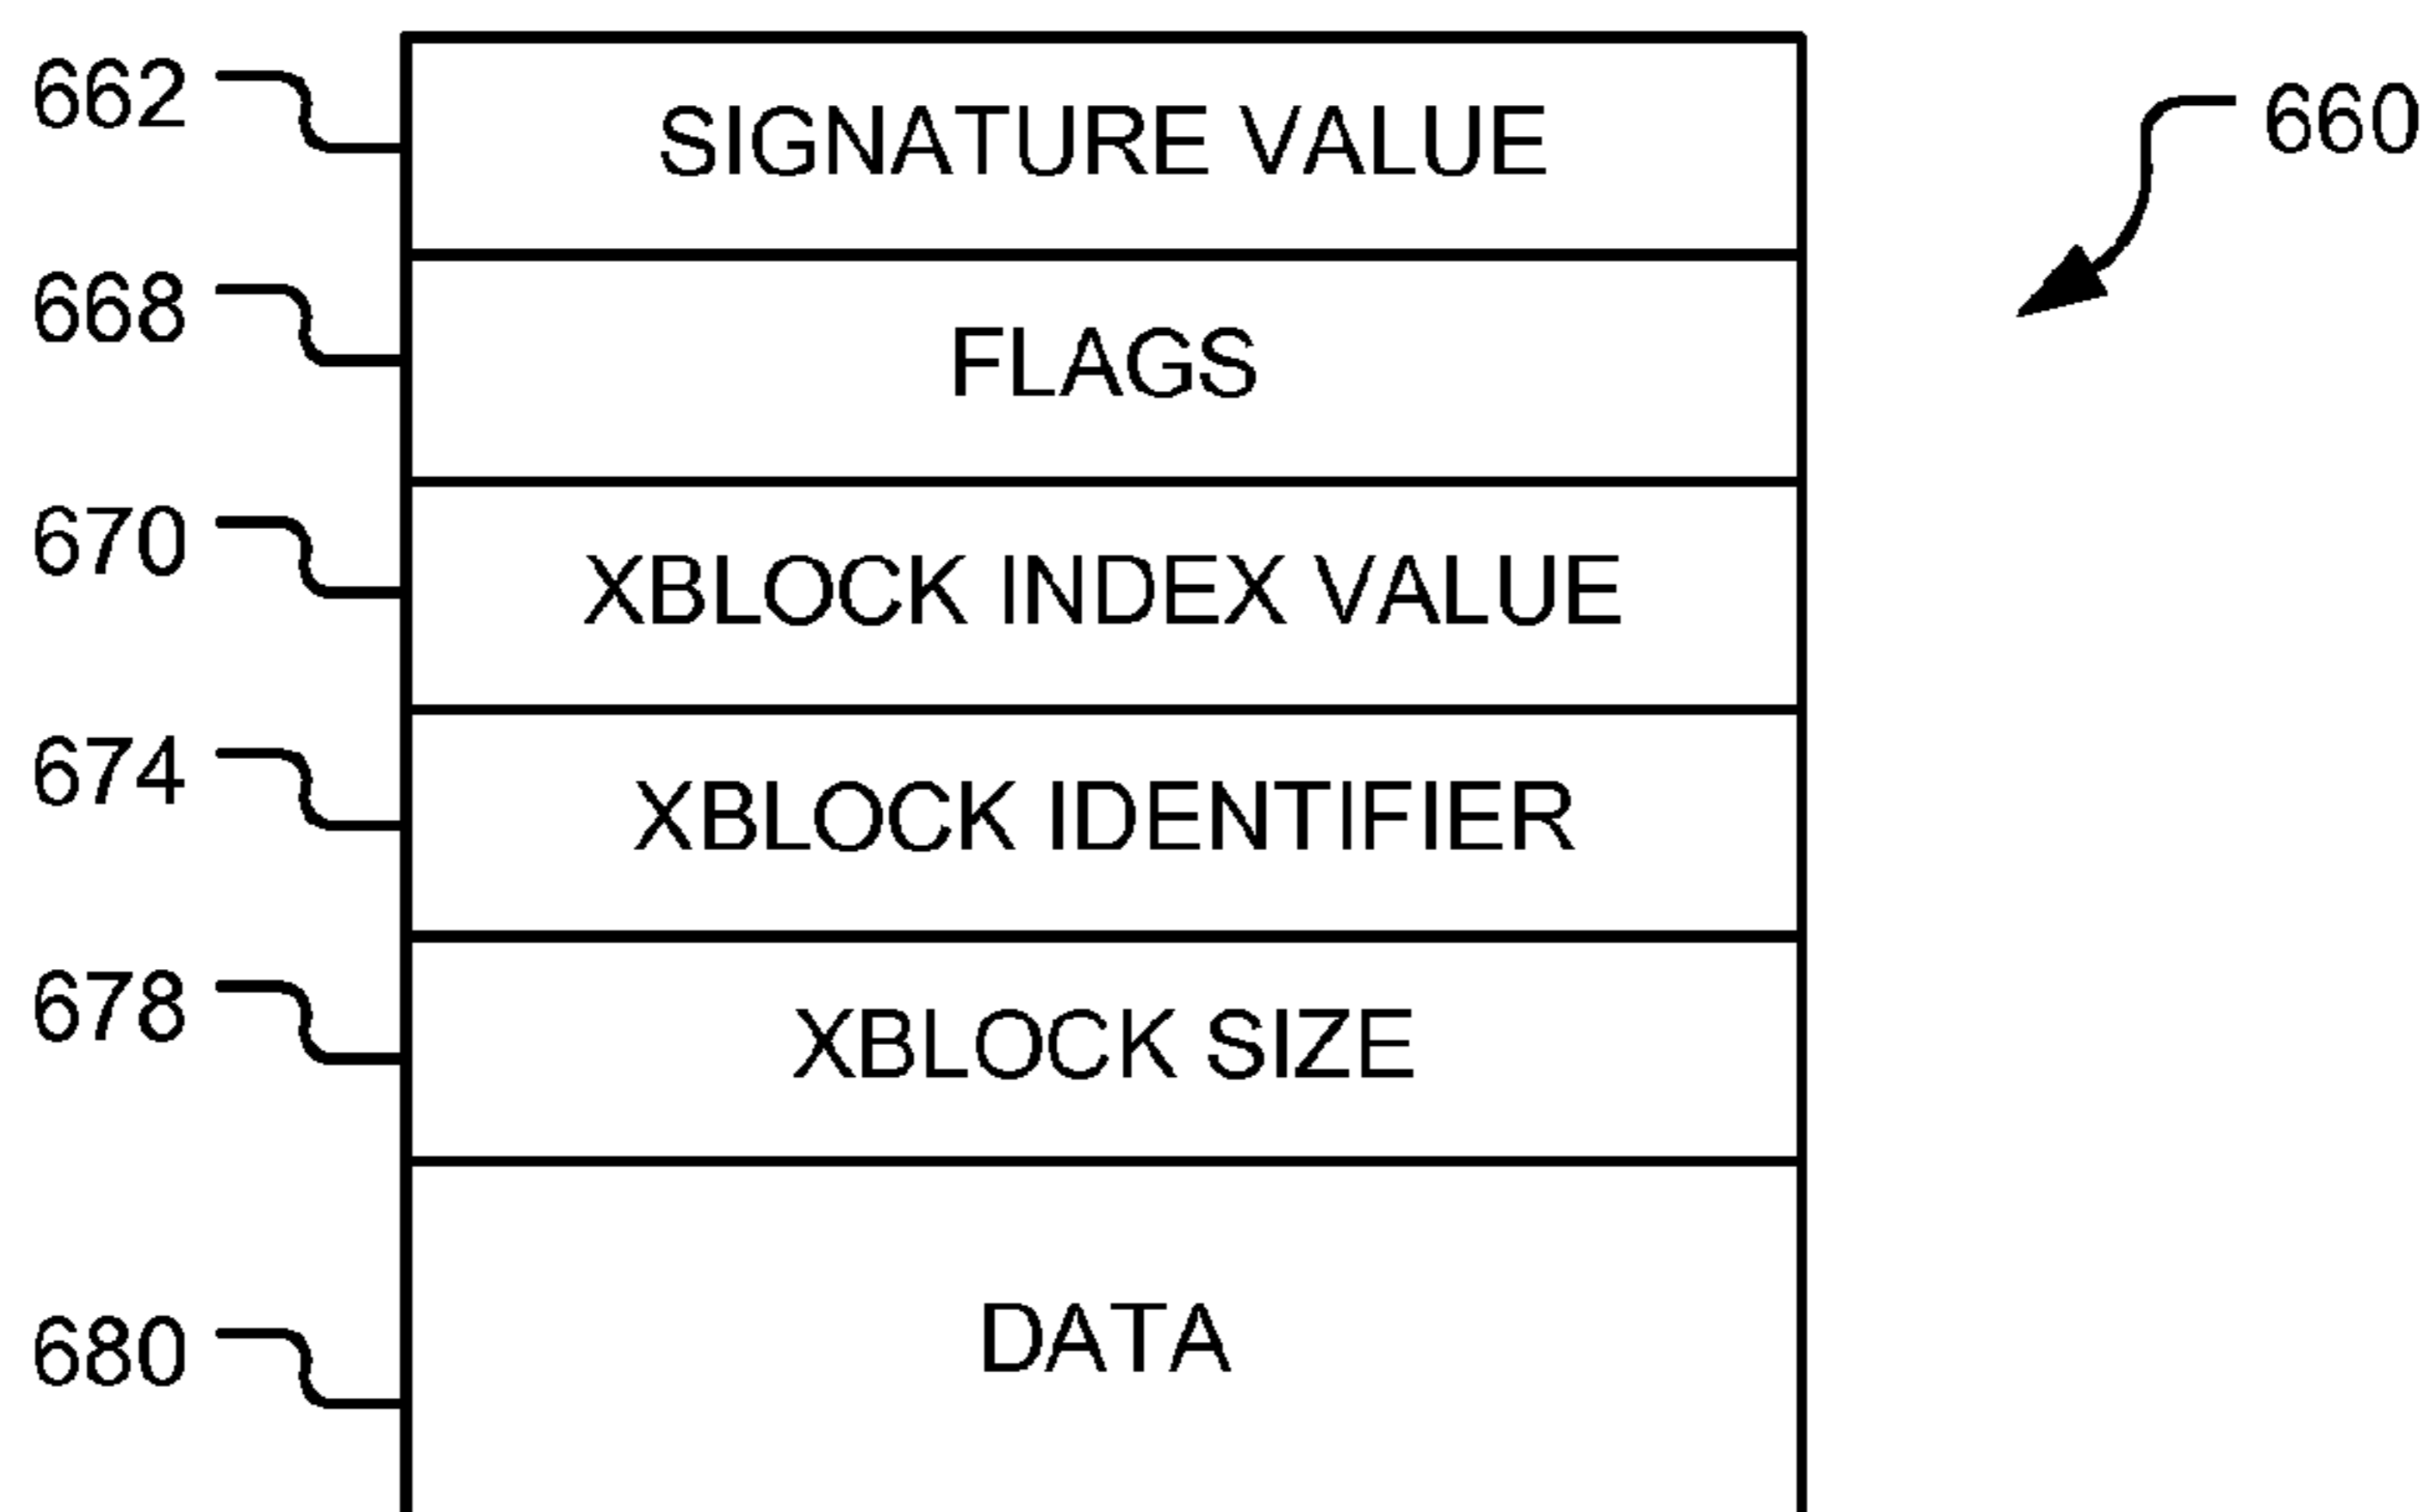 662 SIGNATURE VALUE 660
668 FLAGS
670 XBLOCK INDEX VALUE
674 XBLOCK IDENTIFIER
678 XBLOCK SIZE
680 DATA